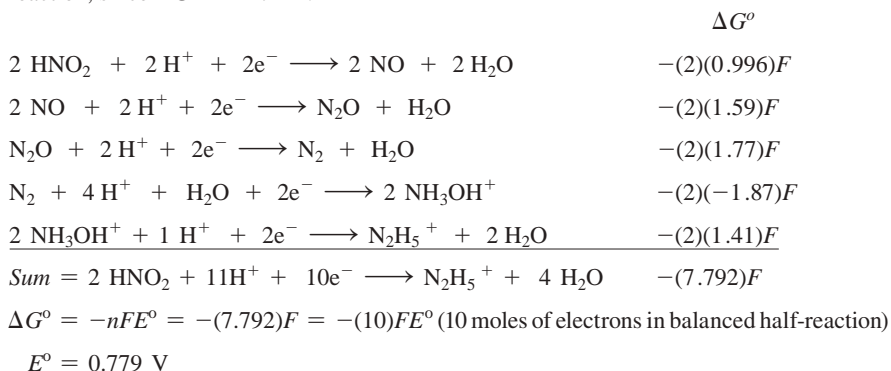 ΔG°
2 HNO₂ + 2 H⁺ + 2e⁻ ⟶ 2 NO + 2 H₂O −(2)(0.996)F
2 NO + 2 H⁺ + 2e⁻ ⟶ N₂O + H₂O −(2)(1.59)F
N₂O + 2 H⁺ + 2e⁻ ⟶ N₂ + H₂O −(2)(1.77)F
N₂ + 4 H⁺ + H₂O + 2e⁻ ⟶ 2 NH₃OH⁺ −(2)(−1.87)F
2 NH₃OH⁺ + 1 H⁺ + 2e⁻ ⟶ N₂H₅⁺ + 2 H₂O −(2)(1.41)F
Sum = 2 HNO₂ + 11H⁺ + 10e⁻ ⟶ N₂H₅⁺ + 4 H₂O −(7.792)F
ΔG° = −nFE° = −(7.792)F = −(10)FE° (10 moles of electrons in balanced half-reaction)
E° = 0.779 V